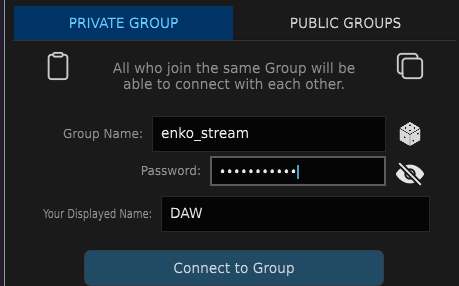 PRIVATE GROUP
PUBLIC GROUPS
All who join the same Group will be
able to connect with each other.
Group Name:
enko_stream
Password:
•••••••••••
Your Displayed Name:
DAW
Connect to Group